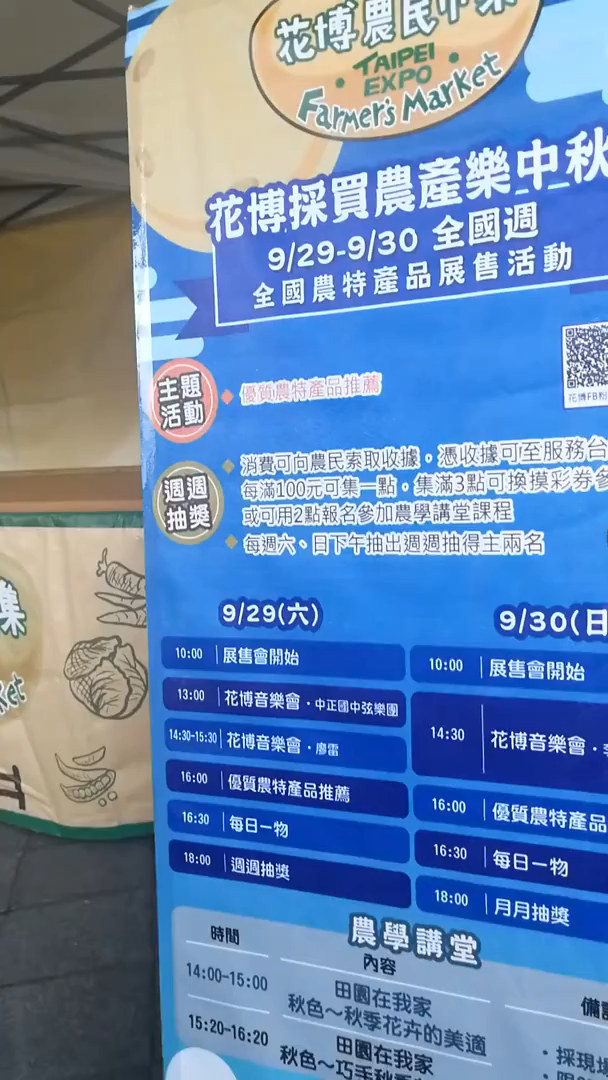 花博農民市集
TAIPEI
EXPO
Farmer's Market
花博採買農產樂中秋
9/29-9/30 全國週
全國農特產品展售活動
花博FB粉
主題
活動
優質農特產品推薦
週週
抽獎
消費可向農民索取收據，憑收據可至服務台
每滿100元可集一點，集滿3點可換摸彩券參
或可用2點報名參加農學講堂課程
每週六、日下午抽出週週抽得主兩名
9/29(六)
10:00 展售會開始
13:00 花博音樂會・中正國中弦樂團
14:30-15:30 花博音樂會・廖雷
16:00 優質農特產品推薦
16:30 每日一物
18:00 週週抽獎
9/30(日
10:00 展售會開始
14:30 花博音樂會・
16:00 優質農特產品
16:30 每日一物
18:00 月月抽獎
農學講堂
時間 內容 備
14:00-15:00 田園在我家
秋色～秋季花卉的美適
15:20-16:20 田園在我家
秋色～巧手秋
・採現場
集
ket